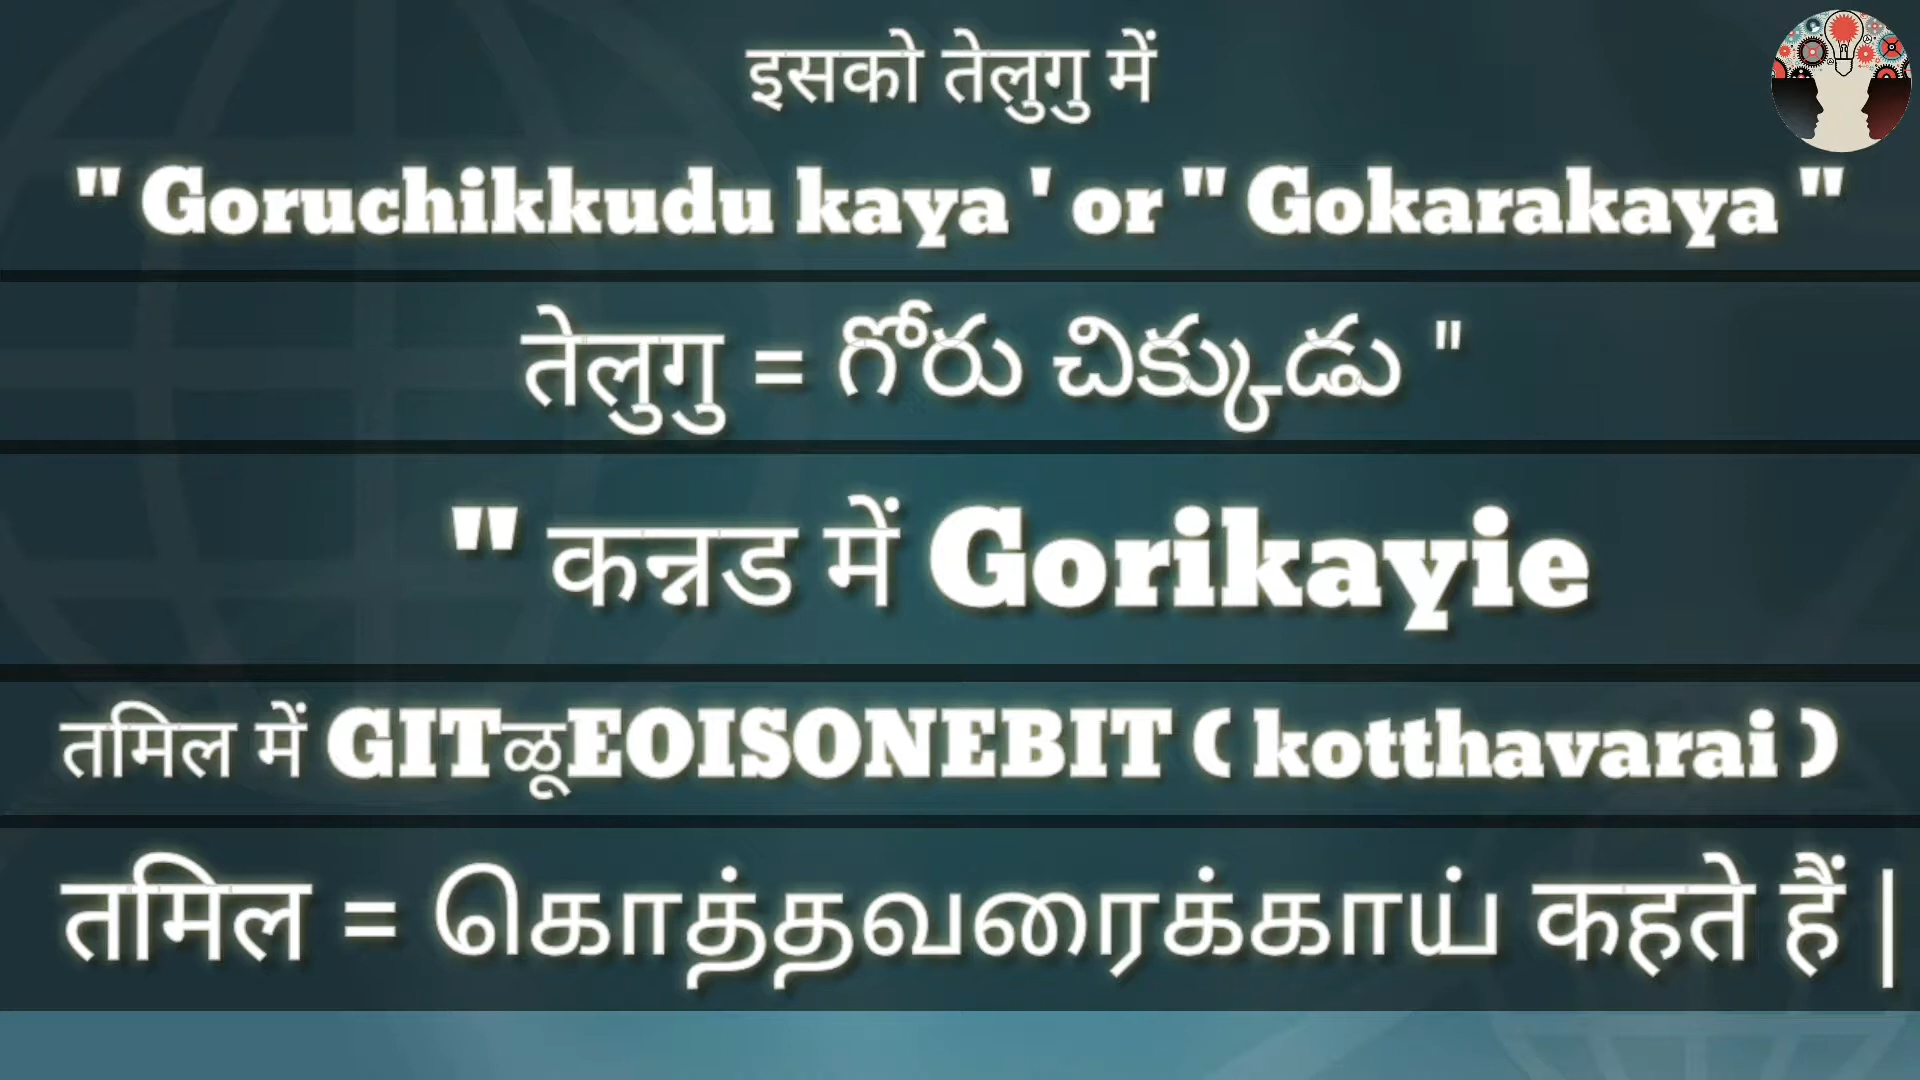 इसको तेलुगु में
" Goruchikkudu kaya ' or " Gokarakaya "
तेलुगु = గోరు చిక్కుడు "
" कन्नड में Gorikayie
तमिल में GITळूEOISONEBIT ( kotthavarai )
तमिल = கொத்தவரைக்காய் कहते हैं |